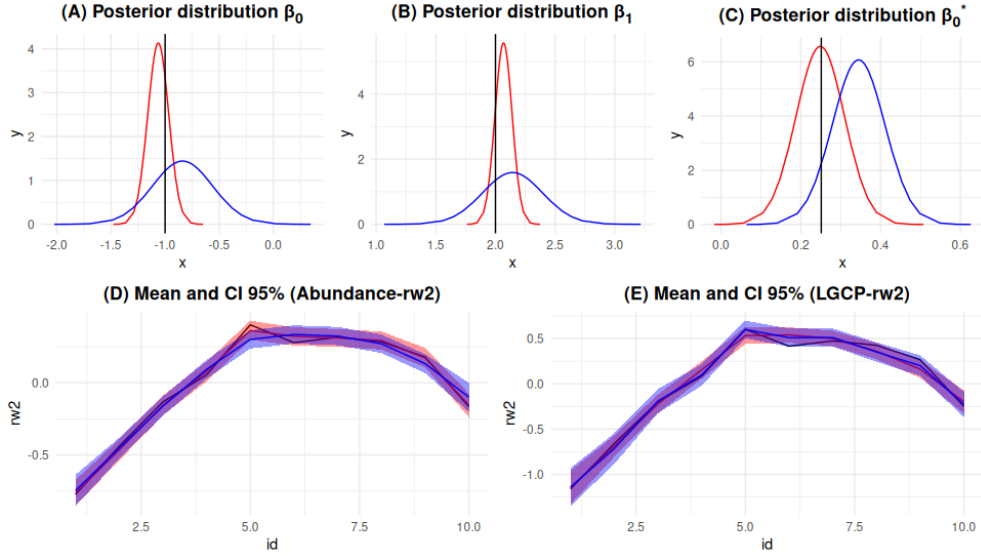 (A) Posterior distribution β₀
(B) Posterior distribution β₁
(C) Posterior distribution β₀*
y
4
3
2
1
0
-2.0 -1.5 -1.0 -0.5 0.0
x
y
4
2
0
1.0 1.5 2.0 2.5 3.0
x
y
6
4
2
0
0.0 0.2 0.4 0.6
x
(D) Mean and CI 95% (Abundance-rw2)
(E) Mean and CI 95% (LGCP-rw2)
rw2
0.0
-0.5
2.5 5.0 7.5 10.0
id
rw2
0.5
0.0
-0.5
-1.0
2.5 5.0 7.5 10.0
id